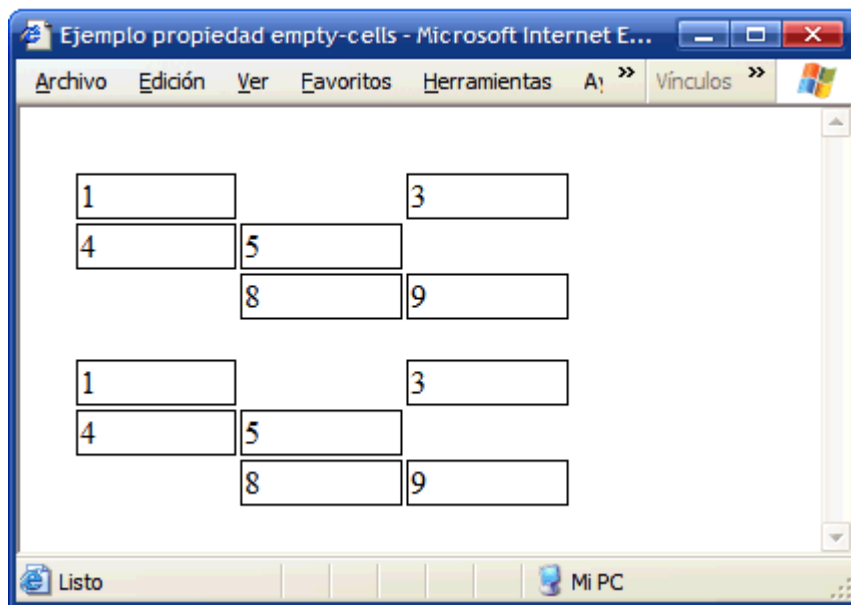 Ejemplo propiedad empty-cells - Microsoft Internet E...
Archivo Edición Ver Favoritos Herramientas Ay » Vínculos »
1 3
4 5
8 9
1 3
4 5
8 9
Listo Mi PC